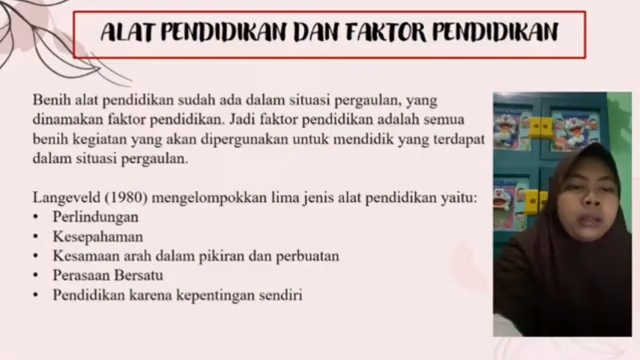 ALAT PENDIDIKAN DAN FAKTOR PENDIDIKAN
Benih alat pendidikan sudah ada dalam situasi pergaulan, yang
dinamakan faktor pendidikan. Jadi faktor pendidikan adalah semua
benih kegiatan yang akan dipergunakan untuk mendidik yang terdapat
dalam situasi pergaulan.
Langeveld (1980) mengelompokkan lima jenis alat pendidikan yaitu:
• Perlindungan
• Kesepahaman
• Kesamaan arah dalam pikiran dan perbuatan
• Perasaan Bersatu
• Pendidikan karena kepentingan sendiri